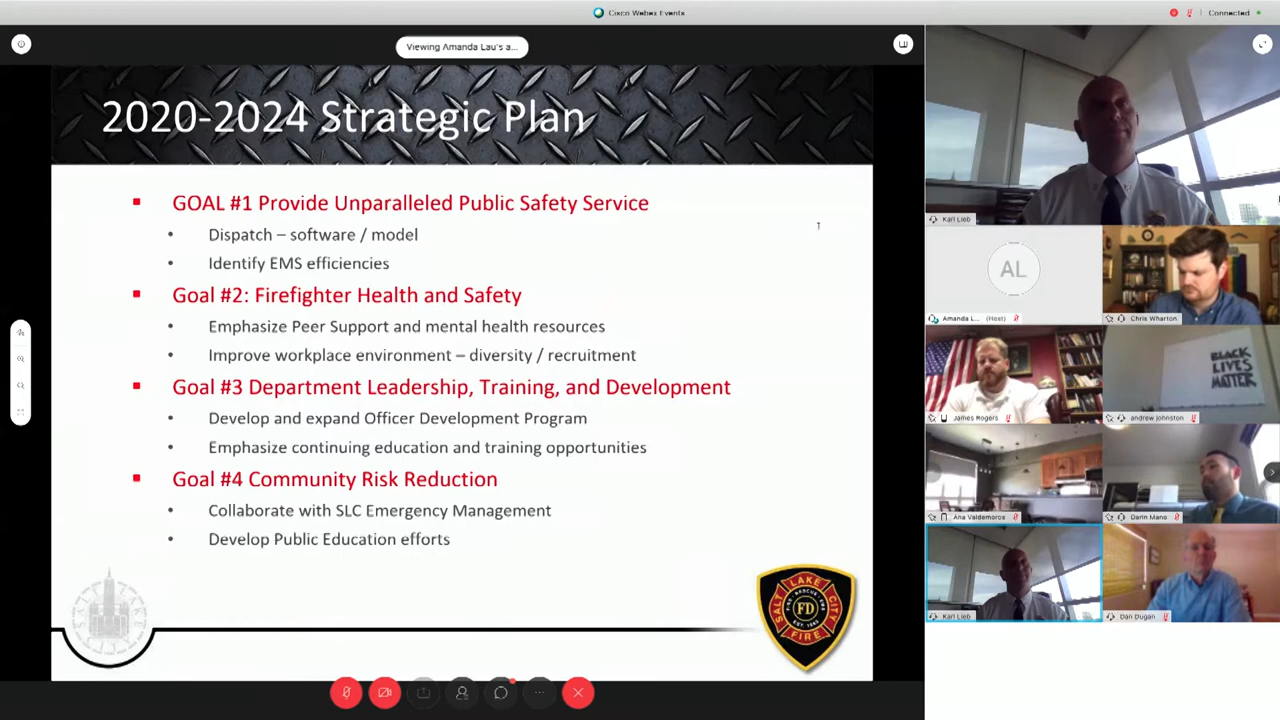 Cisco Webex Events
Connected
Viewing Amanda Lau's a...
2020-2024 Strategic Plan
GOAL #1 Provide Unparalleled Public Safety Service
Dispatch – software / model
Identify EMS efficiencies
Goal #2: Firefighter Health and Safety
Emphasize Peer Support and mental health resources
Improve workplace environment – diversity / recruitment
Goal #3 Department Leadership, Training, and Development
Develop and expand Officer Development Program
Emphasize continuing education and training opportunities
Goal #4 Community Risk Reduction
Collaborate with SLC Emergency Management
Develop Public Education efforts
SALT LAKE CITY
FD
FIRE
Karl Lieb
AL
Amanda L... (Host)
Chris Wharton
James Rogers
BLACK
LIVES
MATTER
andrew johnston
Ana Valdemoros
Darin Mano
Karl Lieb
Dan Dugan